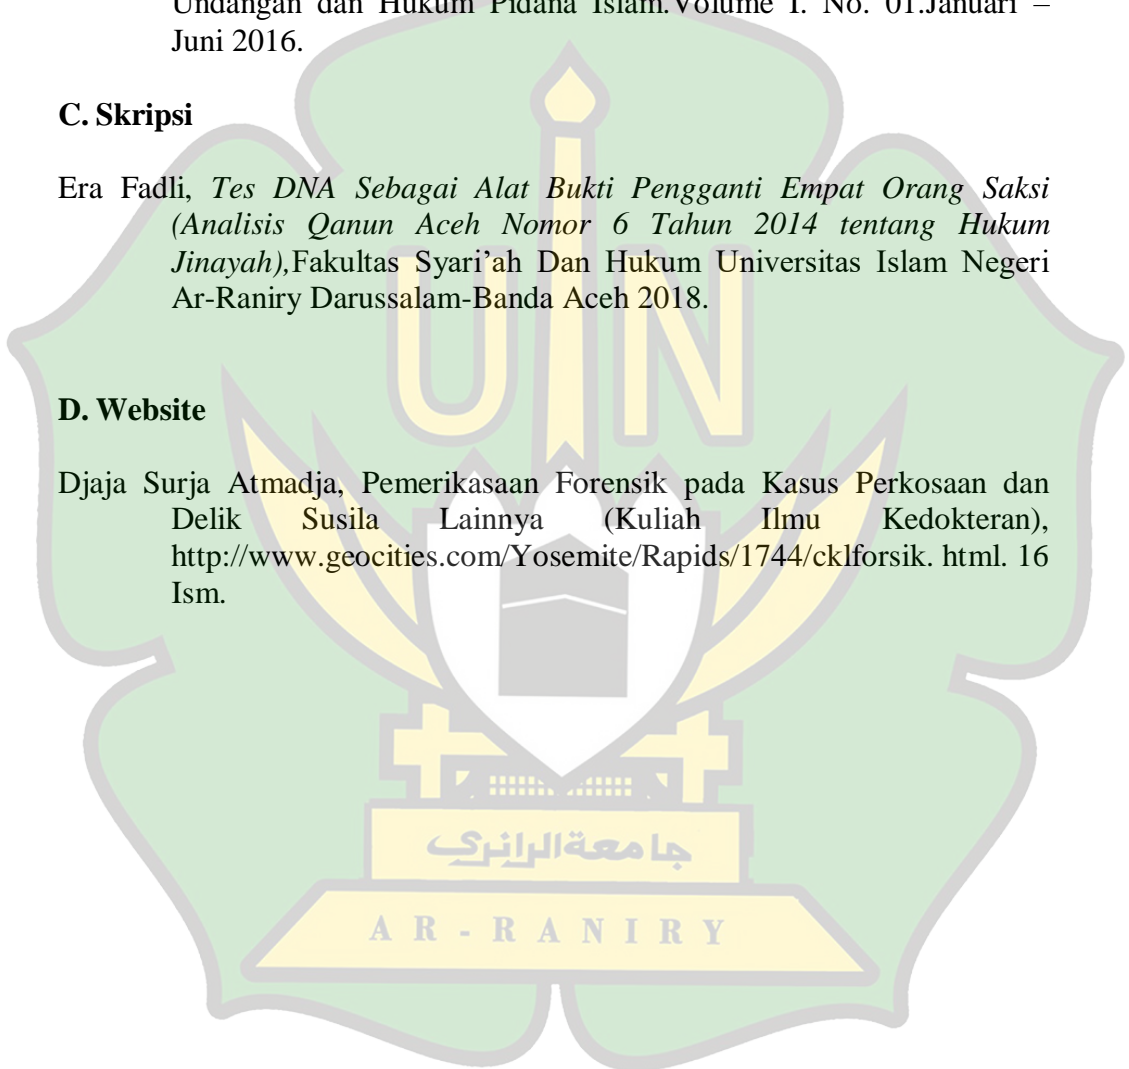 Undangan dan Hukum Pidana Islam.Volume I. No. 01.Januari –
Juni 2016.
C. Skripsi
Era Fadli, Tes DNA Sebagai Alat Bukti Pengganti Empat Orang Saksi
(Analisis Qanun Aceh Nomor 6 Tahun 2014 tentang Hukum
Jinayah),Fakultas Syari’ah Dan Hukum Universitas Islam Negeri
Ar-Raniry Darussalam-Banda Aceh 2018.
UIN
D. Website
Djaja Surja Atmadja, Pemerikasaan Forensik pada Kasus Perkosaan dan
Delik Susila Lainnya (Kuliah Ilmu Kedokteran),
http://www.geocities.com/Yosemite/Rapids/1744/cklforsik. html. 16
Ism.
جامعةالرانري
AR-RANIRY